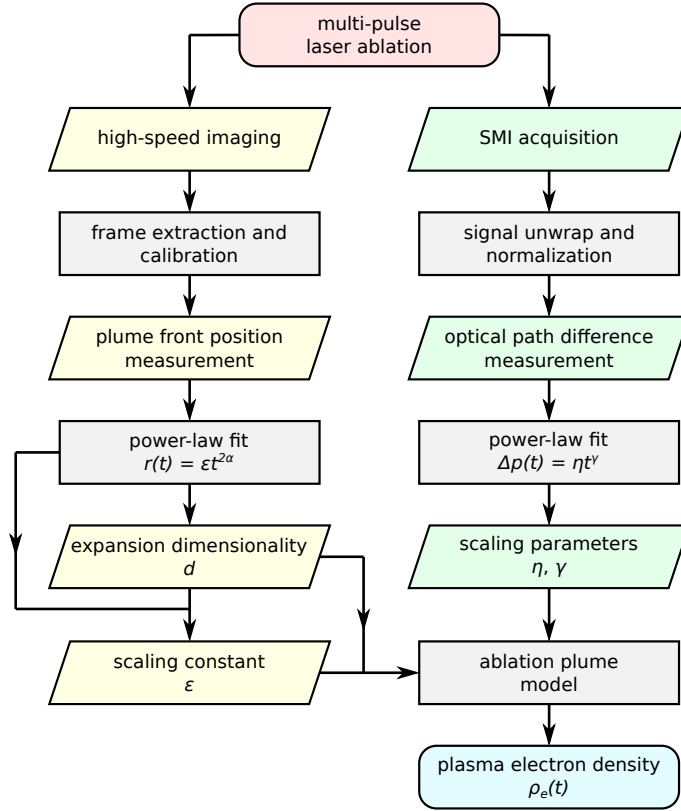 multi-pulse
laser ablation
high-speed imaging
SMI acquisition
frame extraction and
calibration
signal unwrap and
normalization
plume front position
measurement
optical path difference
measurement
power-law fit
r(t) = εt^{2α}
power-law fit
Δp(t) = ηt^γ
expansion dimensionality
d
scaling parameters
η, γ
scaling constant
ε
ablation plume
model
plasma electron density
ρ_e(t)